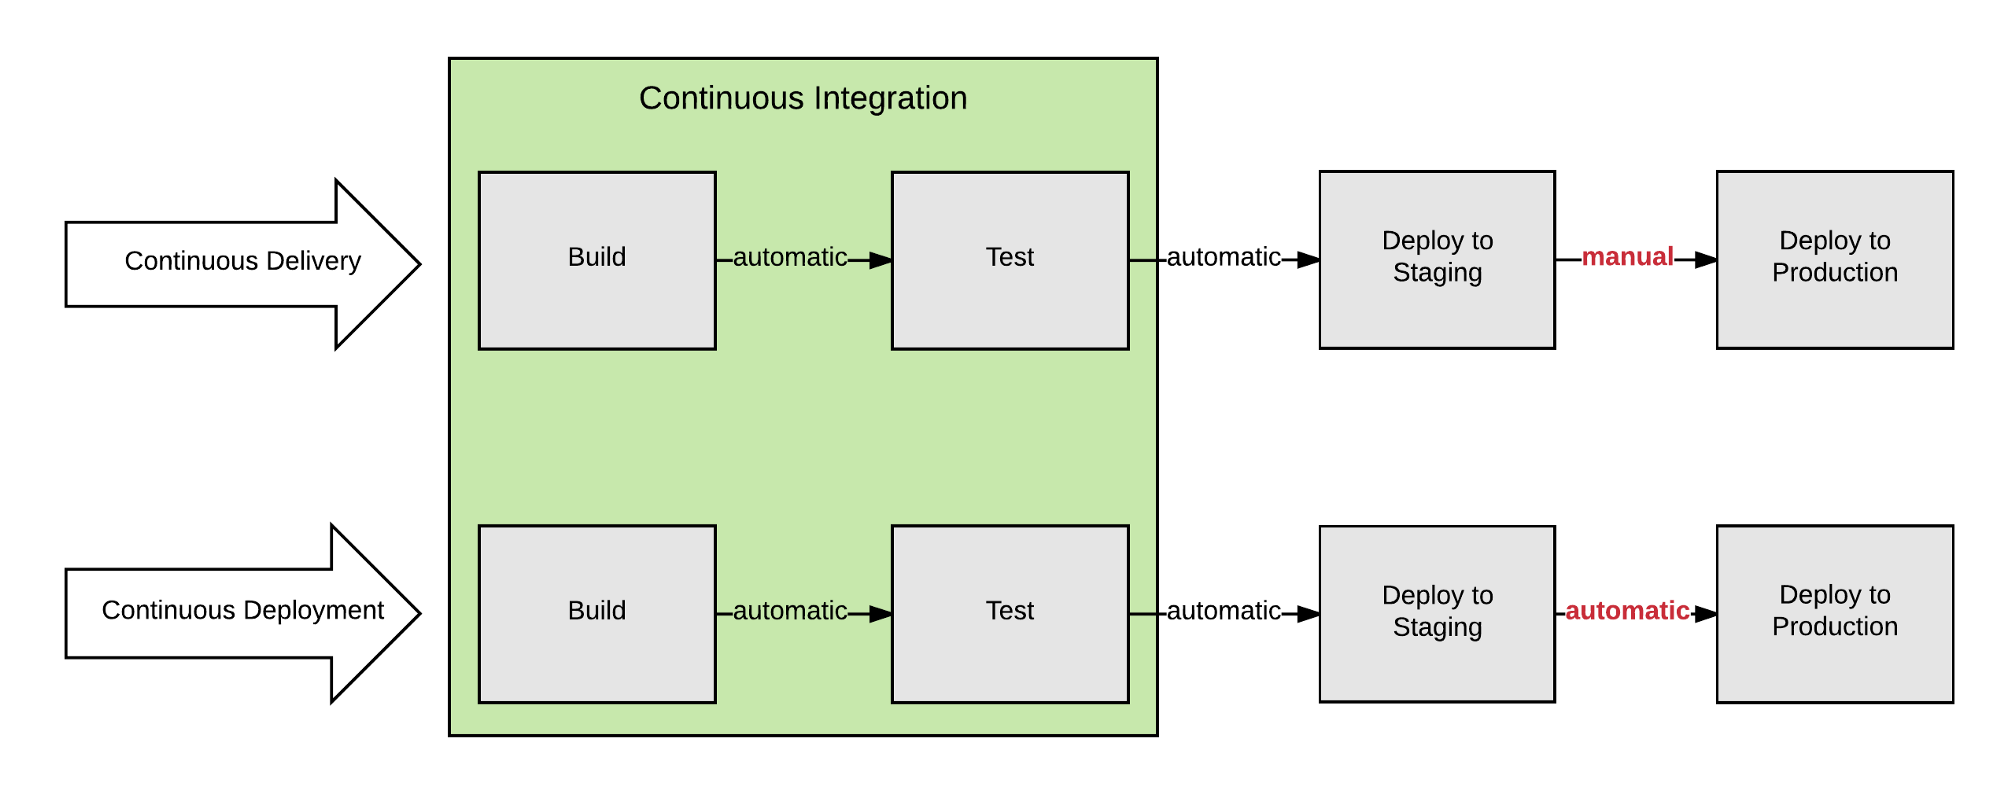 Continuous Integration
Continuous Delivery
Build
automatic
Test
automatic
Deploy to
Staging
manual
Deploy to
Production
Continuous Deployment
Build
automatic
Test
automatic
Deploy to
Staging
automatic
Deploy to
Production